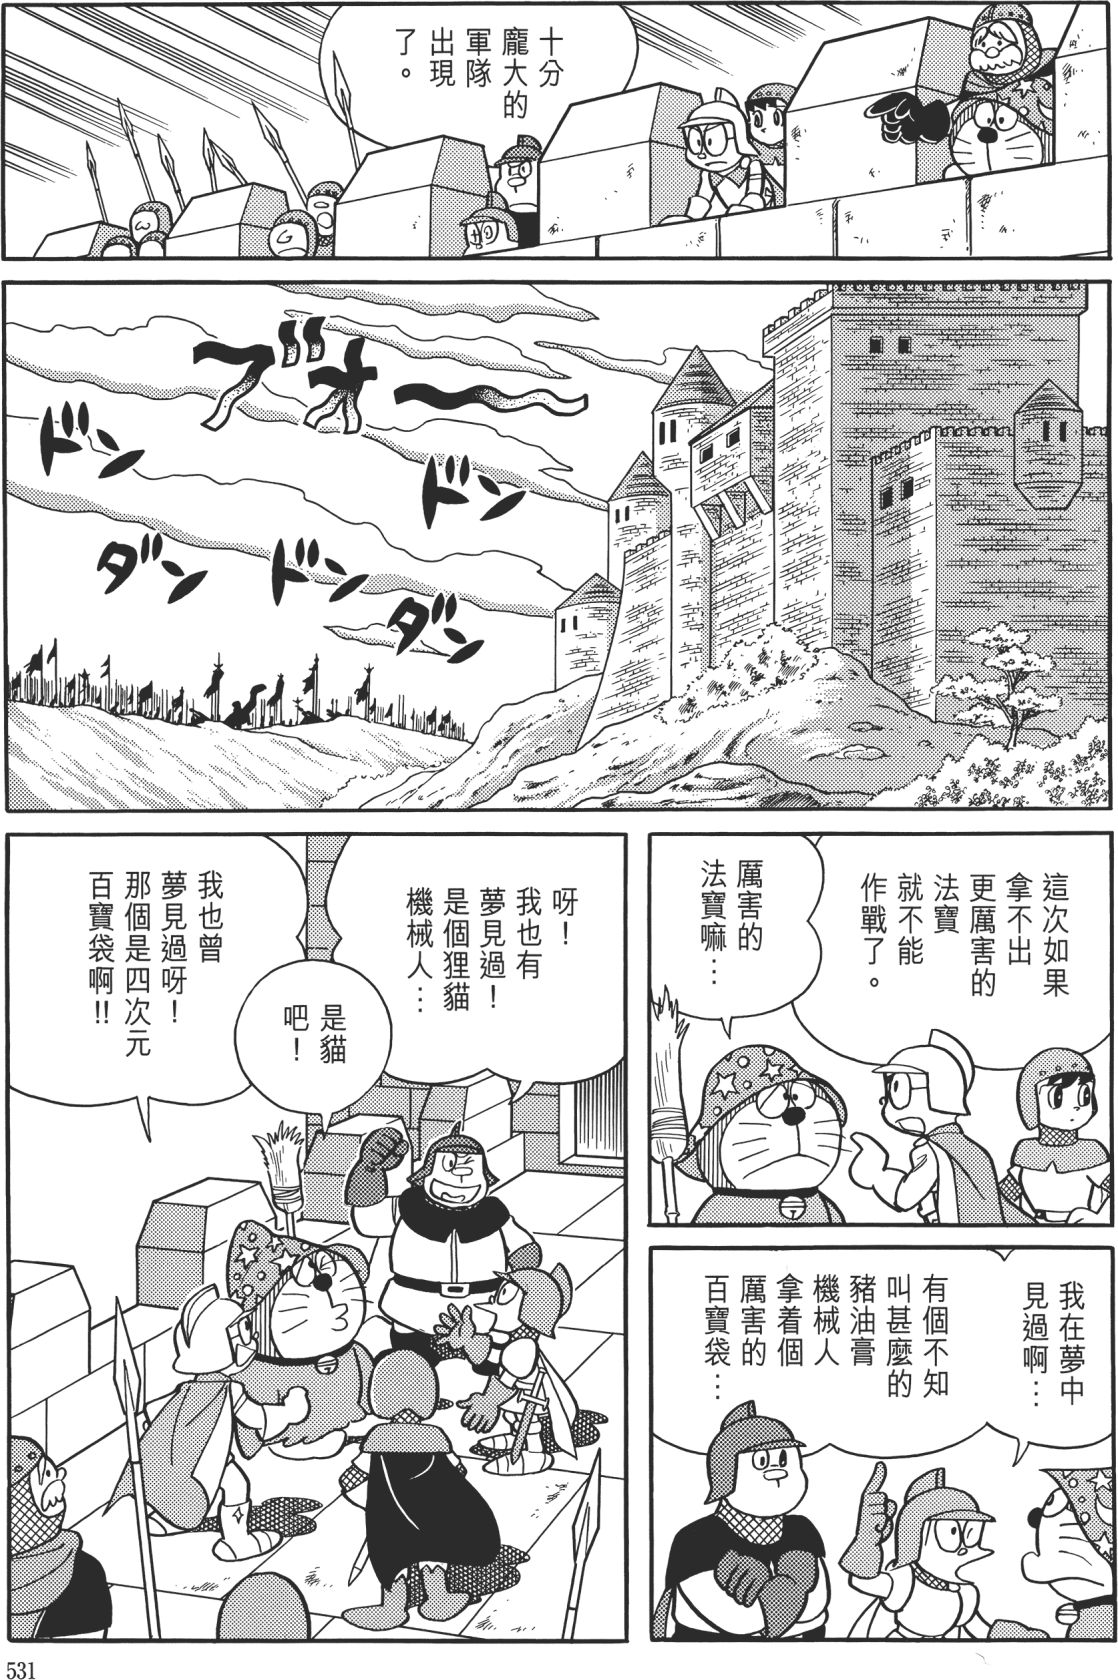 十分
龐大的
軍隊
出現
了。
ブオー
ドン
ドン
ダン
ドン
ダン
這次如果
拿不出
更厲害的
法寶
就不能
作戰了。
厲害的
法寶嘛…
我在夢中
見過啊…
有個不知
叫甚麼的
豬油膏
機械人
拿着個
厲害的
百寶袋…
呀！
我也有
夢見過！
是個狸貓
機械人…
是貓
吧！
我也曾
夢見過呀！
那個是四次元
百寶袋啊!!
531